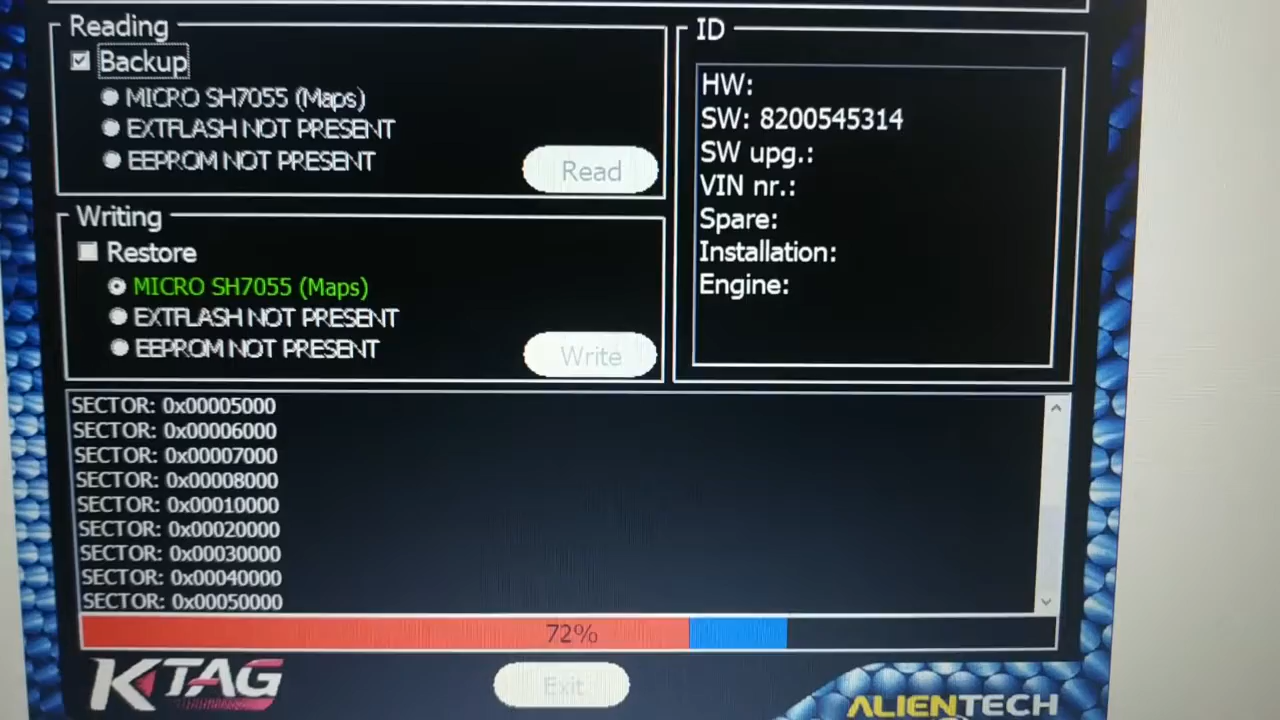 Reading
Backup
MICRO SH7055 (Maps)
EXTFLASH NOT PRESENT
EEPROM NOT PRESENT
Read
Writing
Restore
MICRO SH7055 (Maps)
EXTFLASH NOT PRESENT
EEPROM NOT PRESENT
Write
ID
HW:
SW: 8200545314
SW upg.:
VIN nr.:
Spare:
Installation:
Engine:
SECTOR: 0x00005000
SECTOR: 0x00006000
SECTOR: 0x00007000
SECTOR: 0x00008000
SECTOR: 0x00010000
SECTOR: 0x00020000
SECTOR: 0x00030000
SECTOR: 0x00040000
SECTOR: 0x00050000
72%
KTAG
Exit
ALIENTECH